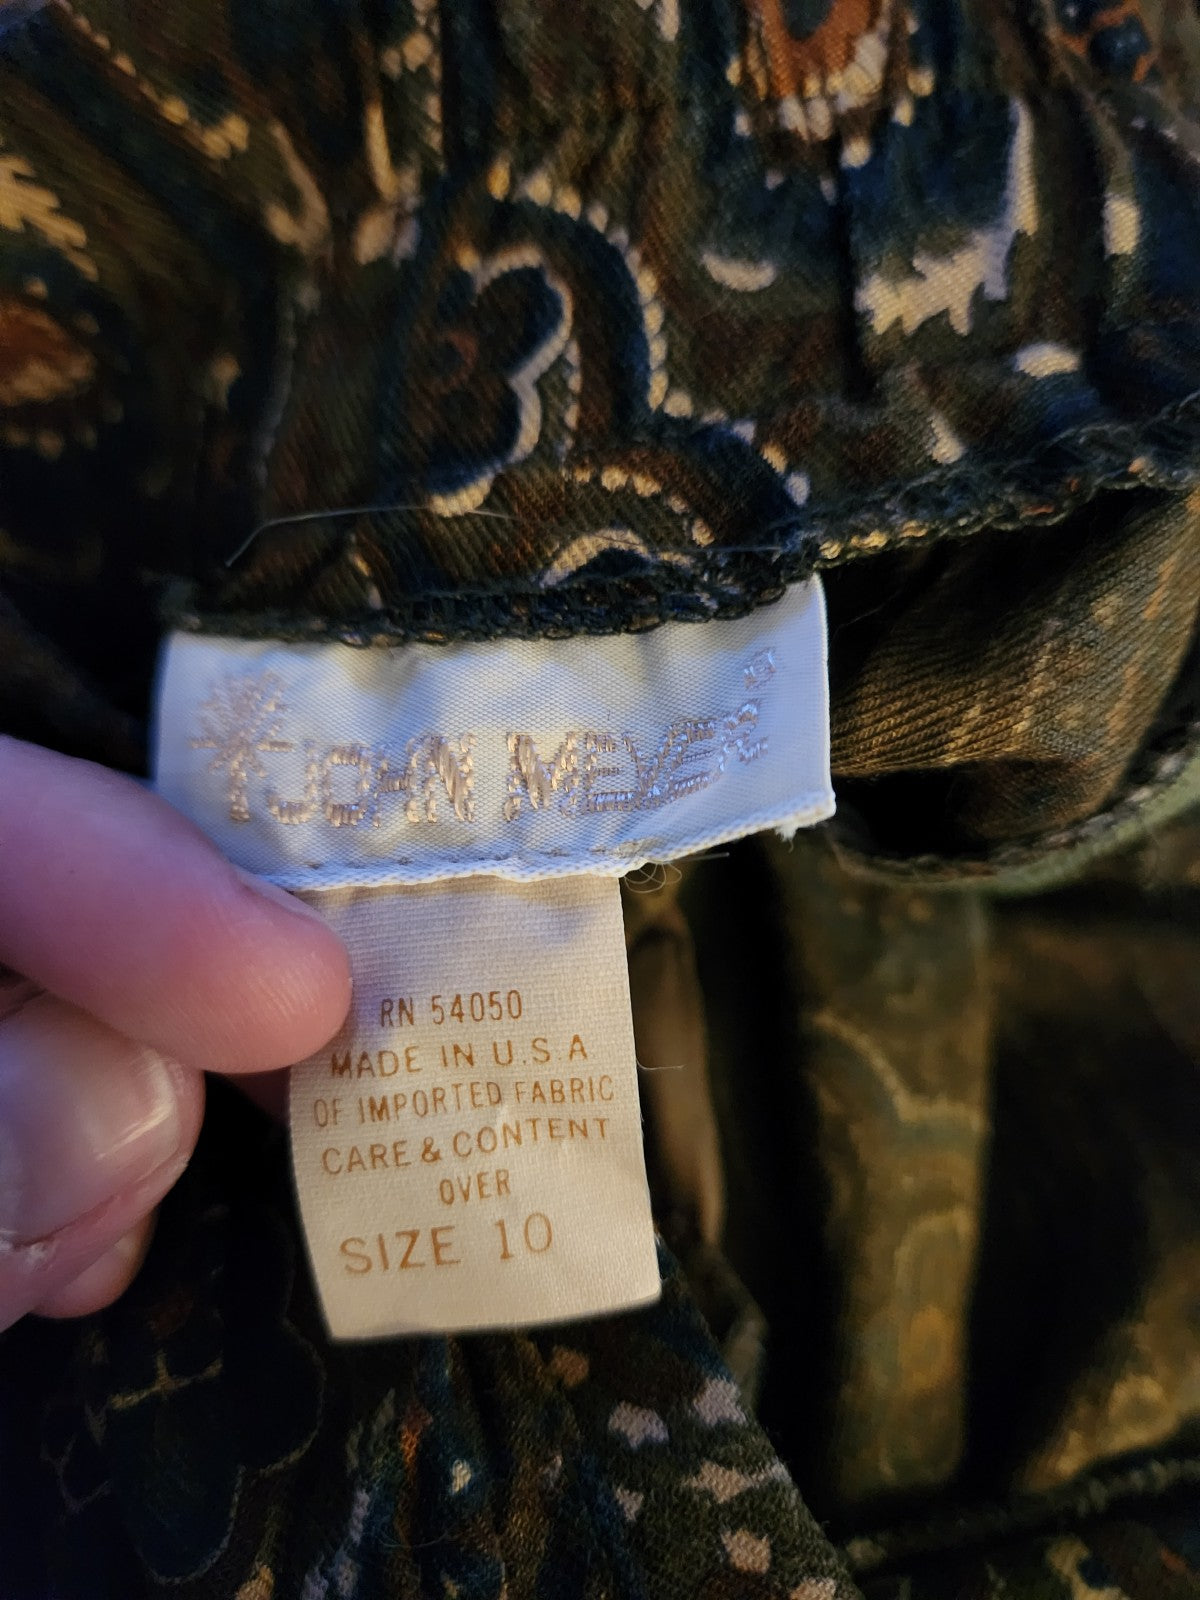 JOHN MEYER
RN 54050
MADE IN U.S.A
OF IMPORTED FABRIC
CARE & CONTENT
OVER
SIZE 10